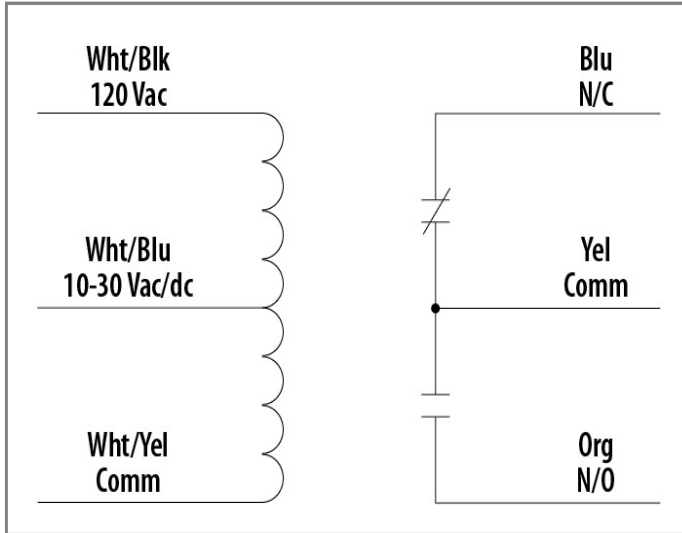 Wht/Blk
120 Vac
Blu
N/C
Wht/Blu
10-30 Vac/dc
Yel
Comm
Wht/Yel
Comm
Org
N/O